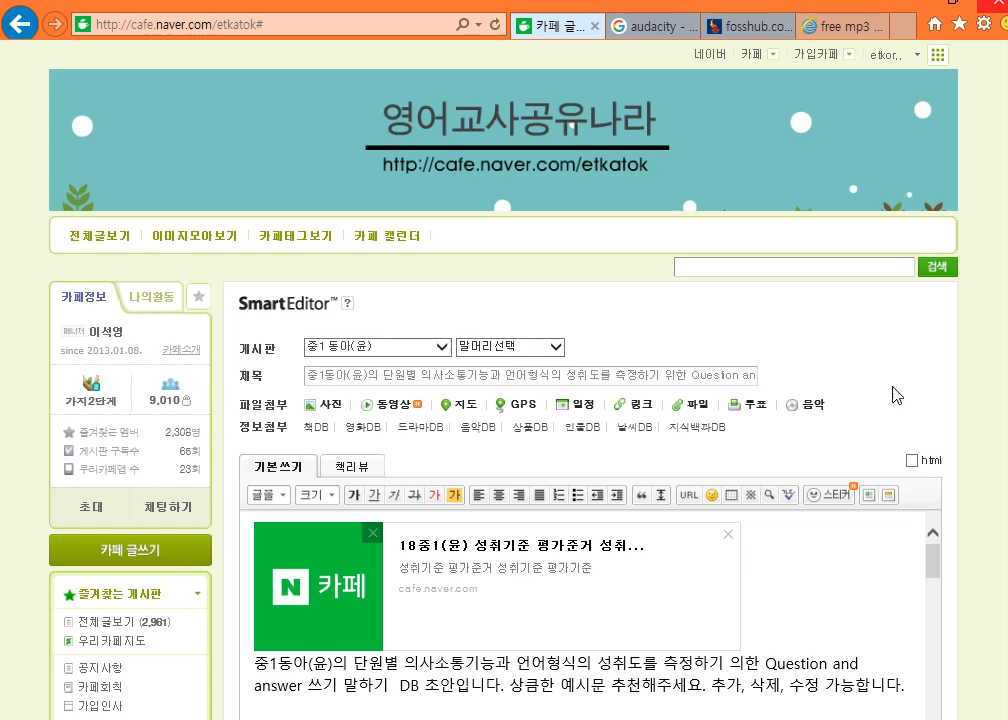 http://cafe.naver.com/etkatok#
카페 글...
audacity - ...
fosshub.co...
free mp3 ...
네이버 카페 가입카페 etkor..
영어교사공유나라
http://cafe.naver.com/etkatok
전체글보기 이미지모아보기 카페태그보기 카페 캘린더
검색
카페정보 나의활동
매니저 이석영
since 2013.01.08. 카페소개
가지2단계 9,010
즐겨찾는 멤버 2,308명
게시판 구독수 65회
우리카페앱 수 23회
초대 채팅하기
카페 글쓰기
즐겨찾는 게시판
전체글보기 (2,961)
우리카페지도
공지사항
카페회칙
가입인사
SmartEditor™ ?
게시판 중1 동아(윤) 말머리선택
제목 중1동아(윤)의 단원별 의사소통기능과 언어형식의 성취도를 측정하기 위한 Question an
파일첨부 사진 동영상 지도 GPS 일정 링크 파일 투표 음악
정보첨부 책DB 영화DB 드라마DB 음악DB 상품DB 인물DB 날씨DB 지식백과DB
기본쓰기 책리뷰 html
글꼴 크기 가 가 가 가 가 가 URL 스티커
N 카페
18중1(윤) 성취기준 평가준거 성취...
성취기준 평가준거 성취기준 평가기준
cafe.naver.com
중1동아(윤)의 단원별 의사소통기능과 언어형식의 성취도를 측정하기 의한 Question and
answer 쓰기 말하기 DB 초안입니다. 상큼한 예시문 추천해주세요. 추가, 삭제, 수정 가능합니다.